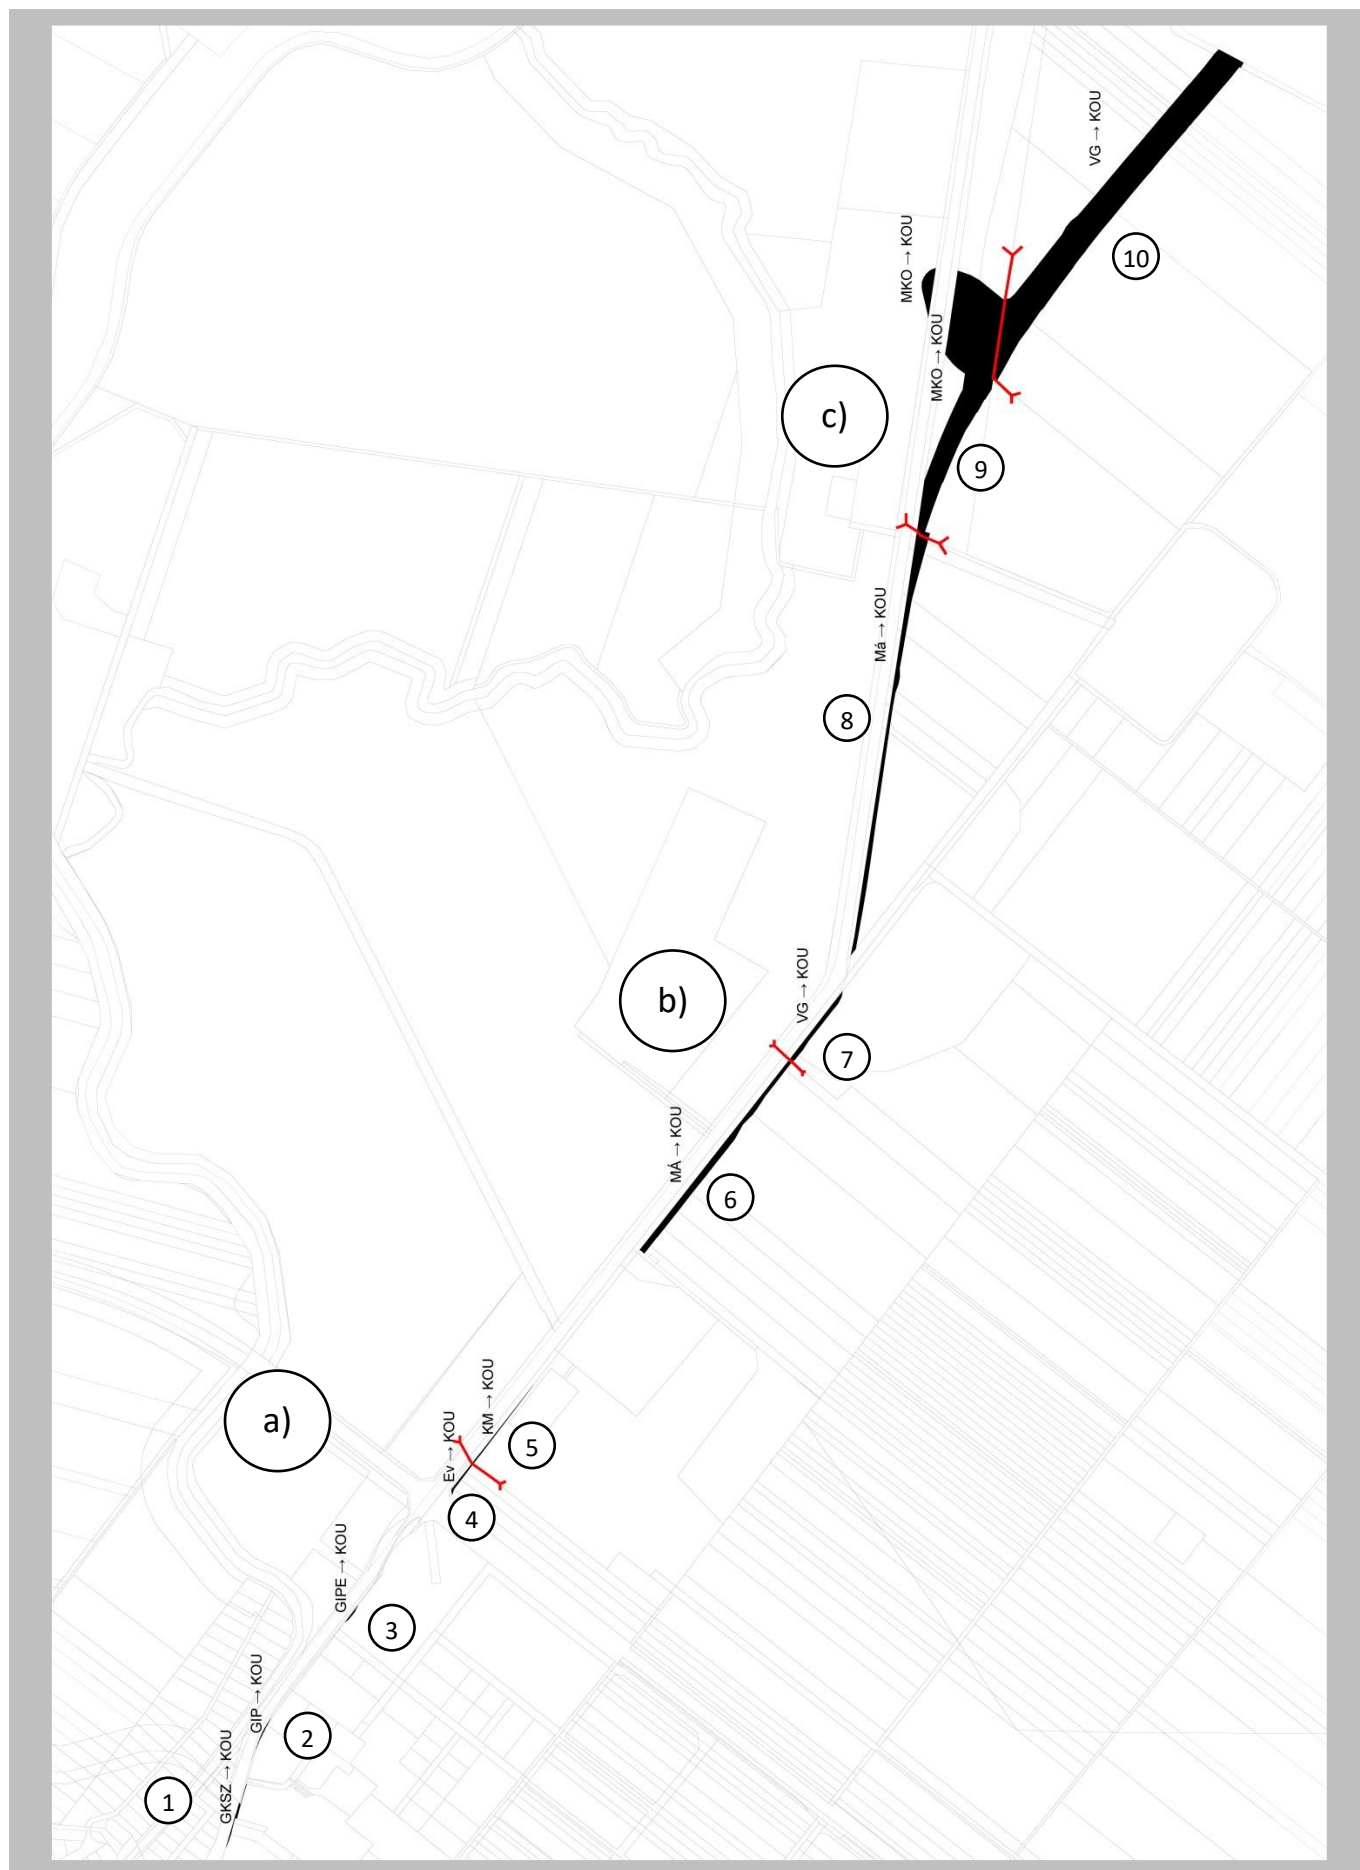 VG → KOU
10
MKO → KOU
MKO → KOU
c)
9
Má → KOU
8
VG → KOU
b)
7
MÁ → KOU
6
KM → KOU
a)
Ev → KOU
5
4
GIPE → KOU
3
GIP → KOU
2
GKSZ → KOU
1